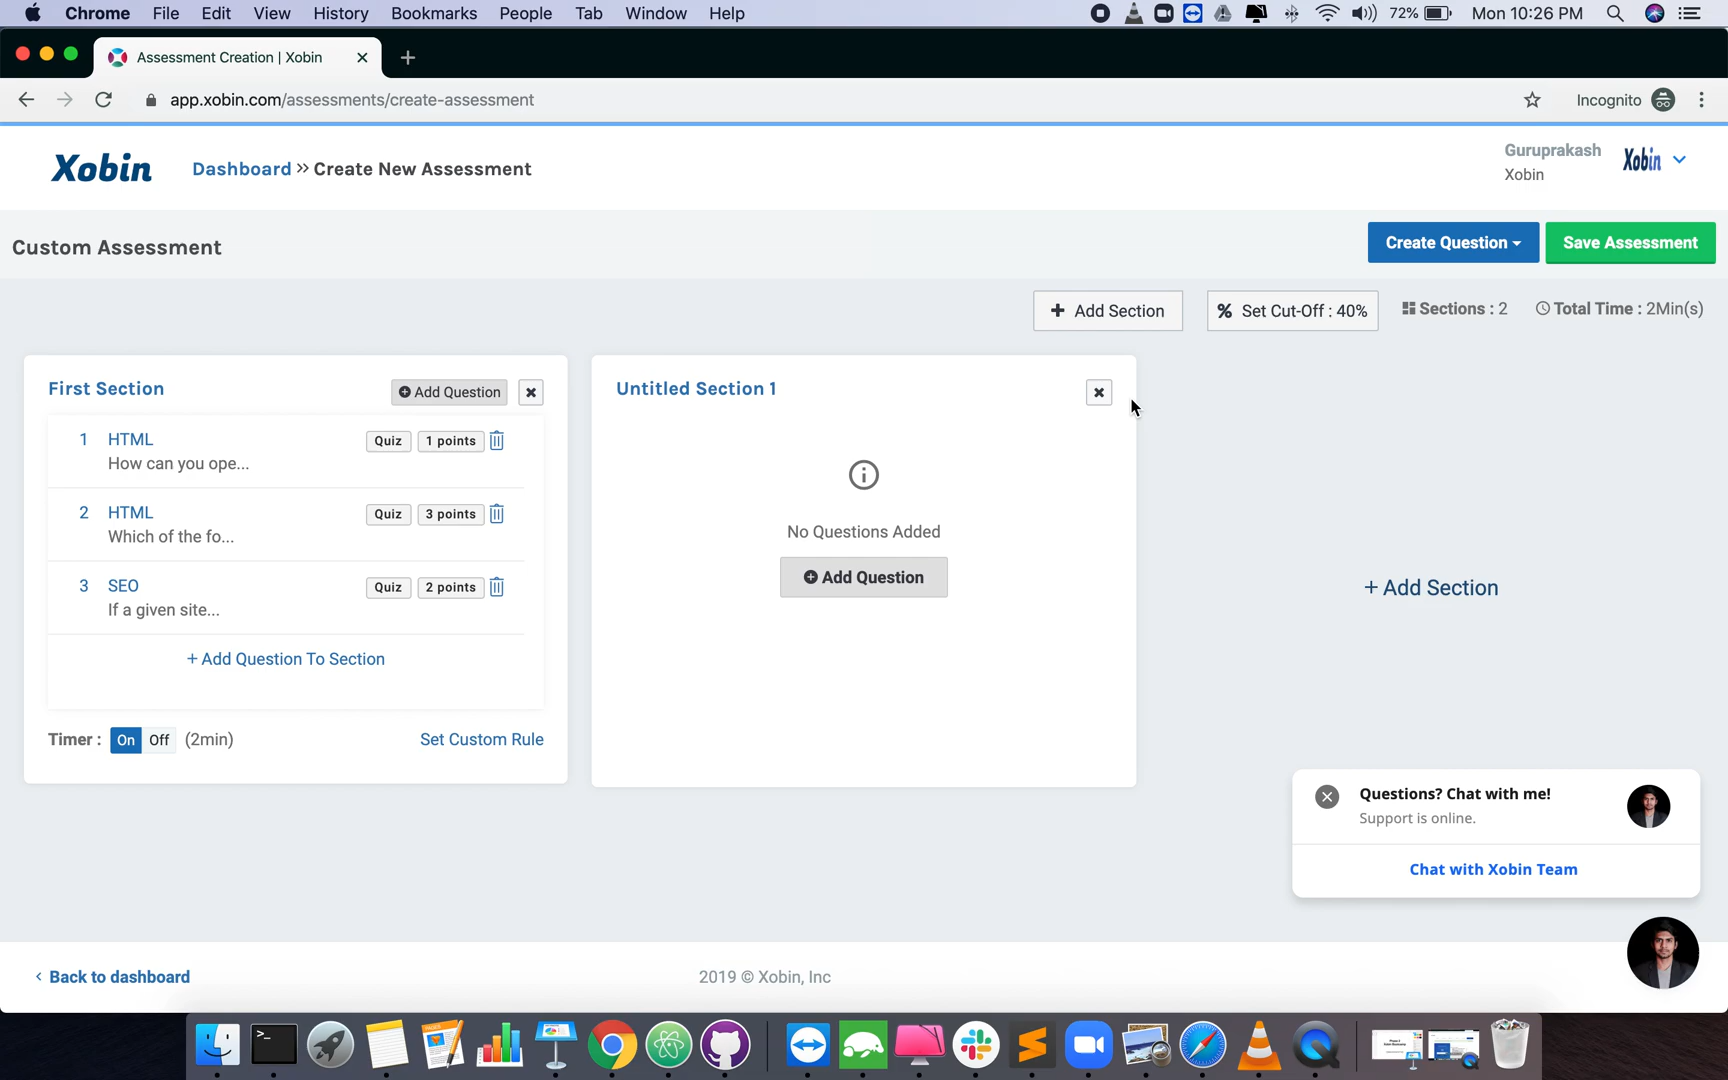 Chrome File Edit View History Bookmarks People Tab Window Help 72% Mon 10:26 PM
Assessment Creation | Xobin
app.xobin.com/assessments/create-assessment Incognito
Xobin Dashboard >> Create New Assessment
Guruprakash
Xobin
Xobin
Custom Assessment Create Question Save Assessment
+ Add Section % Set Cut-Off : 40% Sections : 2 Total Time : 2Min(s)
First Section Add Question
1 HTML Quiz 1 points
How can you ope...
2 HTML Quiz 3 points
Which of the fo...
3 SEO Quiz 2 points
If a given site...
+ Add Question To Section
Timer : On Off (2min) Set Custom Rule
Untitled Section 1
No Questions Added
Add Question
+ Add Section
Questions? Chat with me!
Support is online.
Chat with Xobin Team
< Back to dashboard
2019 © Xobin, Inc